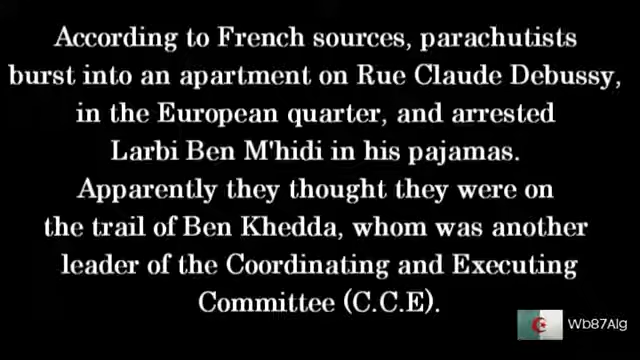 According to French sources, parachutists
burst into an apartment on Rue Claude Debussy,
in the European quarter, and arrested
Larbi Ben M'hidi in his pajamas.
Apparently they thought they were on
the trail of Ben Khedda, whom was another
leader of the Coordinating and Executing
Committee (C.C.E).
Wb87Alg